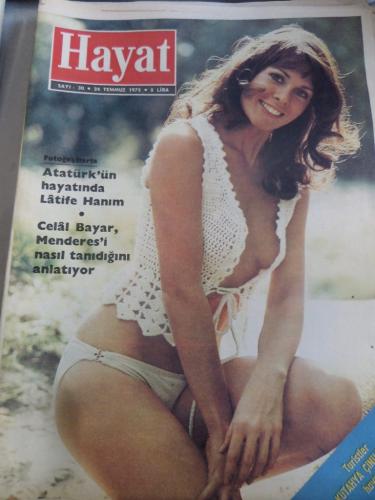 Hayat
SAYI - 30 • 24 TEMMUZ 1975 • 5 LİRA
Fotoğraflarla
Atatürk'ün
hayatında
Lâtife Hanım
•
Celâl Bayar,
Menderes'i
nasıl tanıdığını
anlatıyor
Turistler
KÜTAHYA